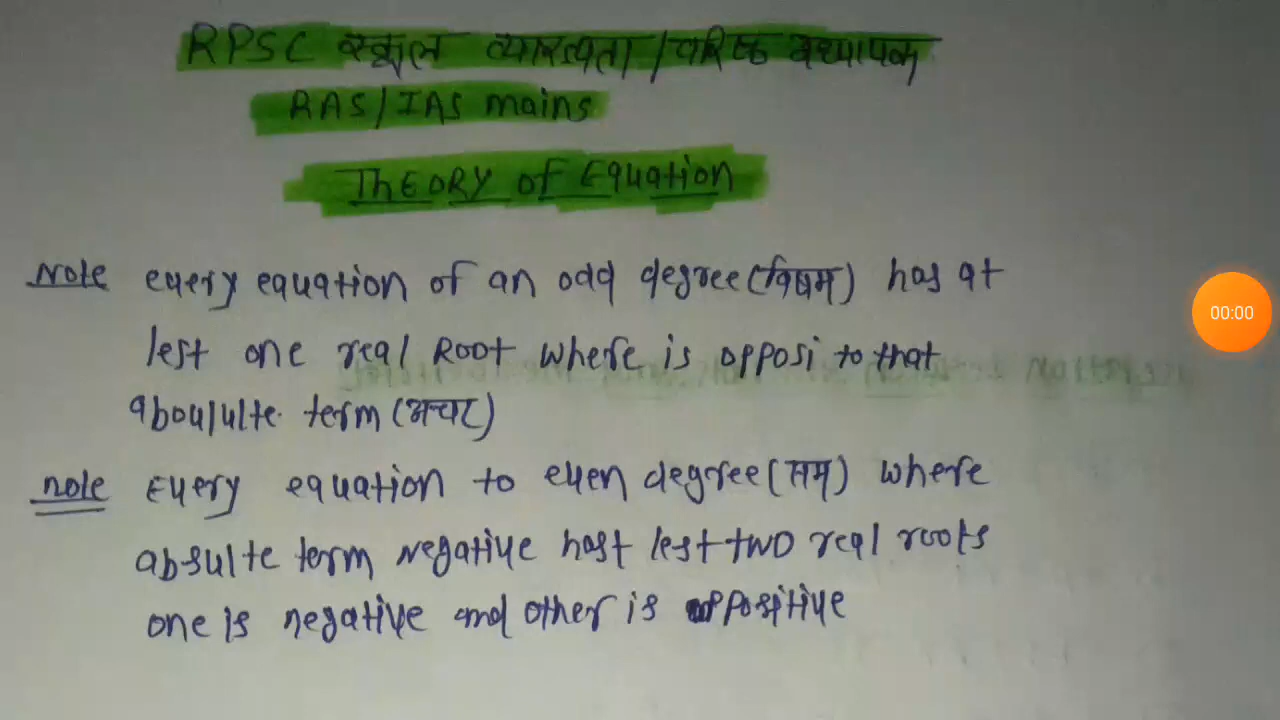 RPSC स्कूल व्याख्यता / वरिष्ठ अध्यापक
RAS/IAS mains
THEORY of Equation
Note every equation of an odd degree (विषम) has at
lest one real Root where is opposi to that
aboulute term (अचर)
note Every equation to even degree (सम) where
absulte term negative hast lest two real roots
one is negative and other is positive
00:00